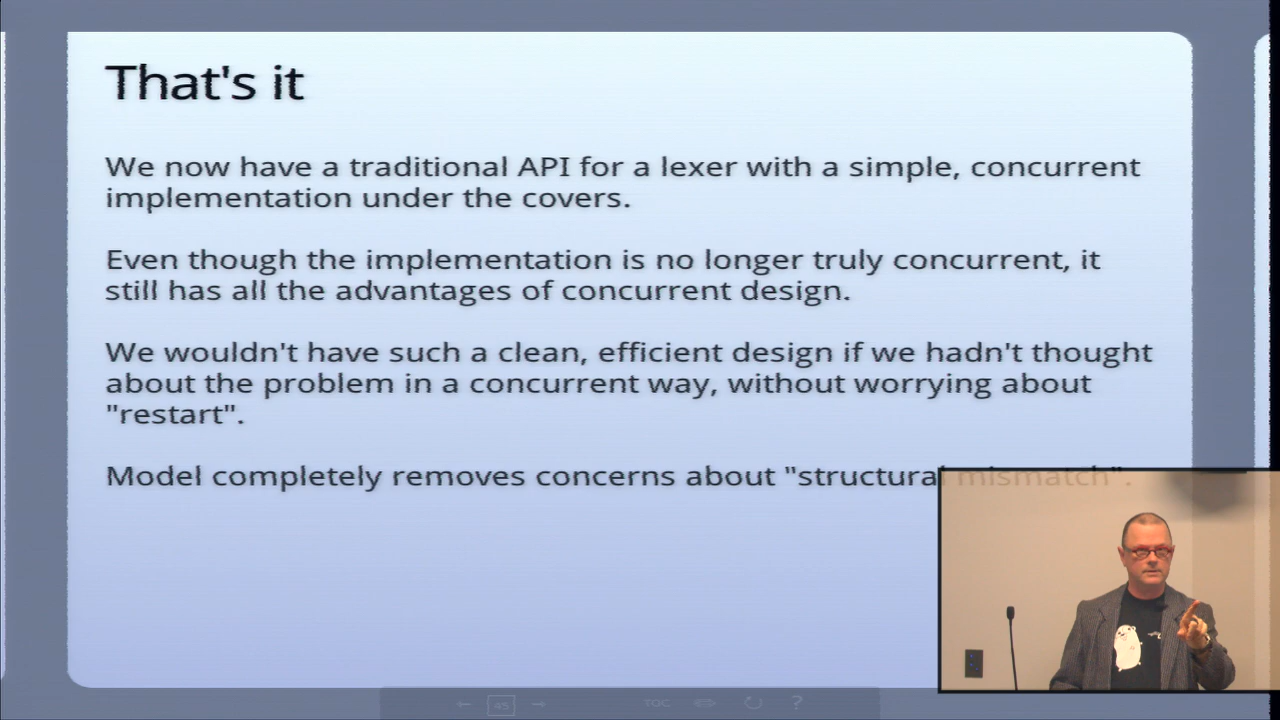 That's it
We now have a traditional API for a lexer with a simple, concurrent
implementation under the covers.
Even though the implementation is no longer truly concurrent, it
still has all the advantages of concurrent design.
We wouldn't have such a clean, efficient design if we hadn't thought
about the problem in a concurrent way, without worrying about
"restart".
Model completely removes concerns about "structural mismatch".
45 TOC ?